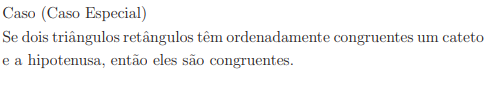 Caso (Caso Especial)
Se dois triângulos retângulos têm ordenadamente congruentes um cateto
e a hipotenusa, então eles são congruentes.